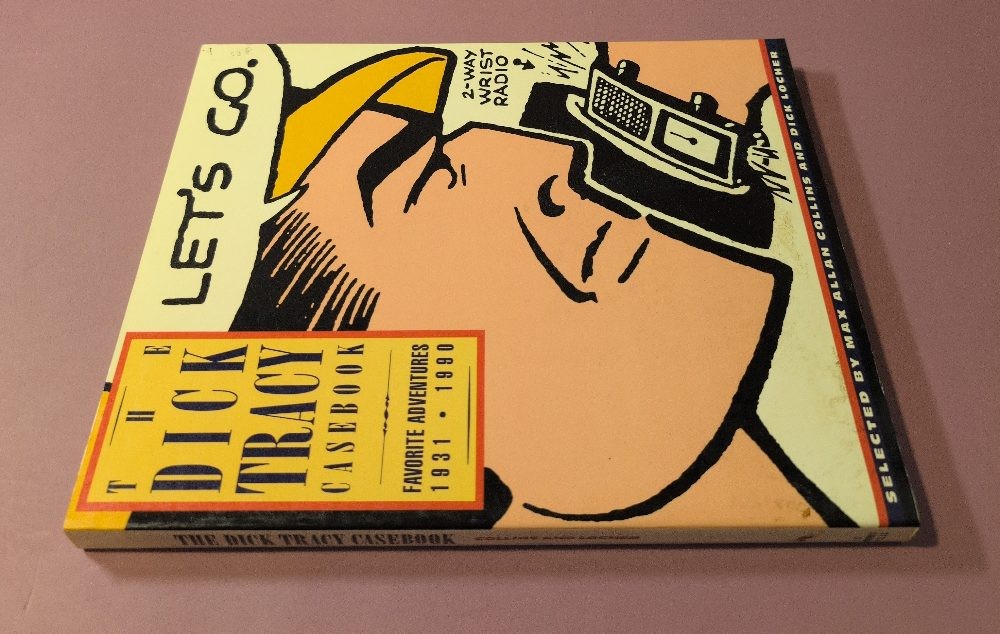 LET'S GO.
2-WAY
WRIST
RADIO
THE
DICK
TRACY
CASEBOOK
FAVORITE ADVENTURES
1931 • 1990
SELECTED BY MAX ALLAN COLLINS AND DICK LOCHER
THE DICK TRACY CASEBOOK COLLINS AND LOCHER